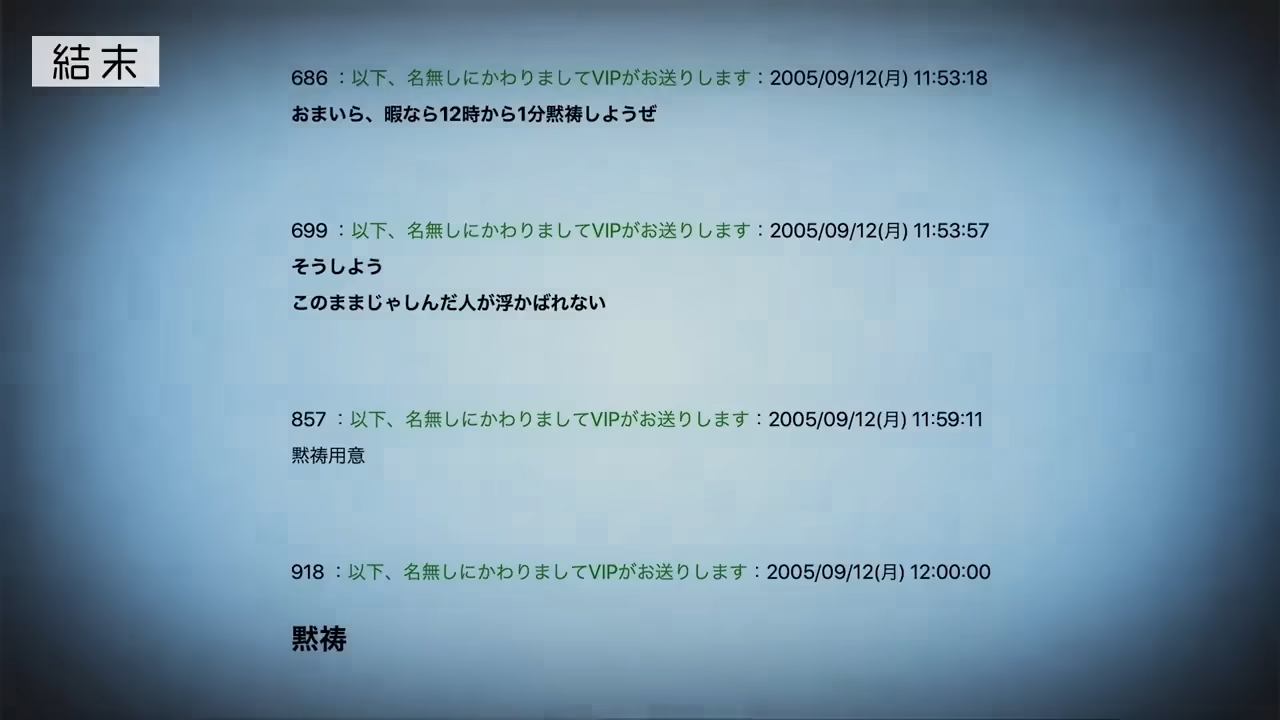 結末
686 ：以下、名無しにかわりましてVIPがお送りします：2005/09/12(月) 11:53:18
おまいら、暇なら12時から1分黙祷しようぜ
699 ：以下、名無しにかわりましてVIPがお送りします：2005/09/12(月) 11:53:57
そうしよう
このままじゃしんだ人が浮かばれない
857 ：以下、名無しにかわりましてVIPがお送りします：2005/09/12(月) 11:59:11
黙祷用意
918 ：以下、名無しにかわりましてVIPがお送りします：2005/09/12(月) 12:00:00
黙祷